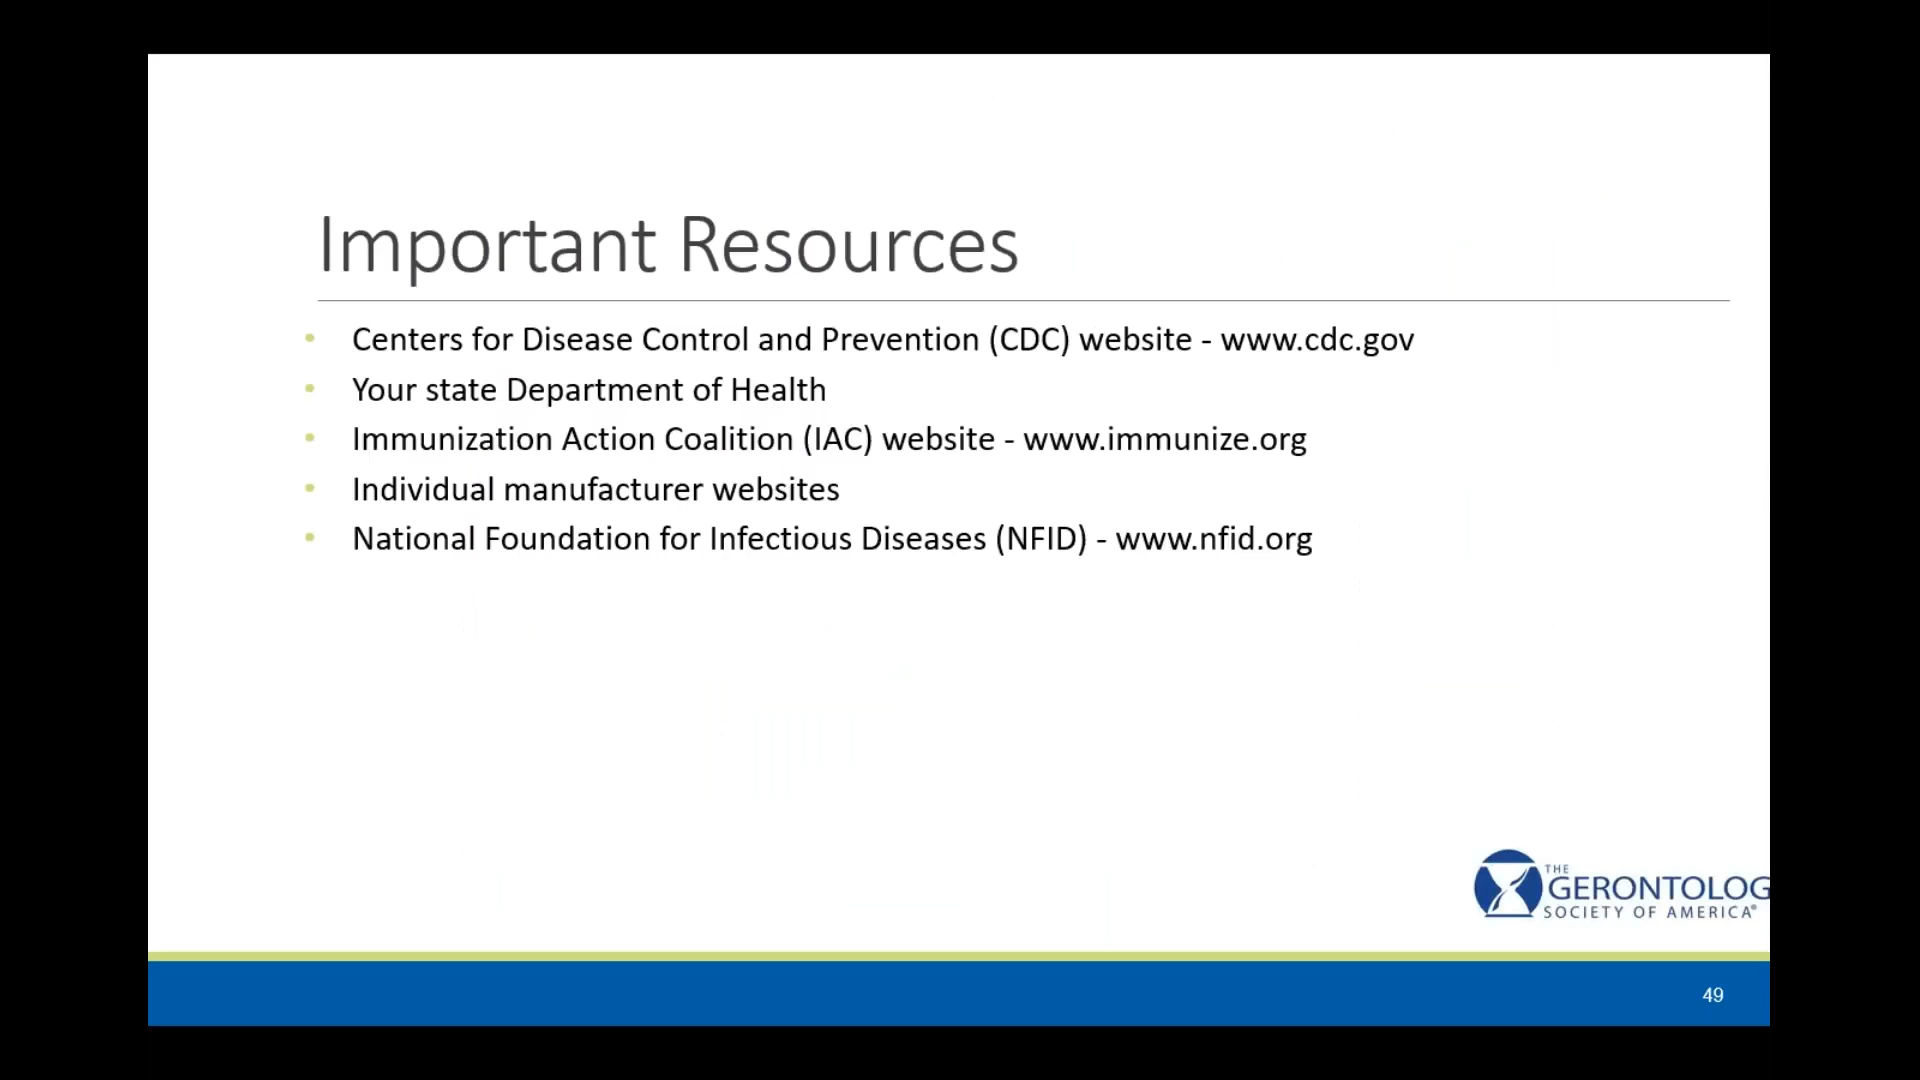 Important Resources
• Centers for Disease Control and Prevention (CDC) website - www.cdc.gov
• Your state Department of Health
• Immunization Action Coalition (IAC) website - www.immunize.org
• Individual manufacturer websites
• National Foundation for Infectious Diseases (NFID) - www.nfid.org
THE
GERONTOLOG
SOCIETY OF AMERICA®
49